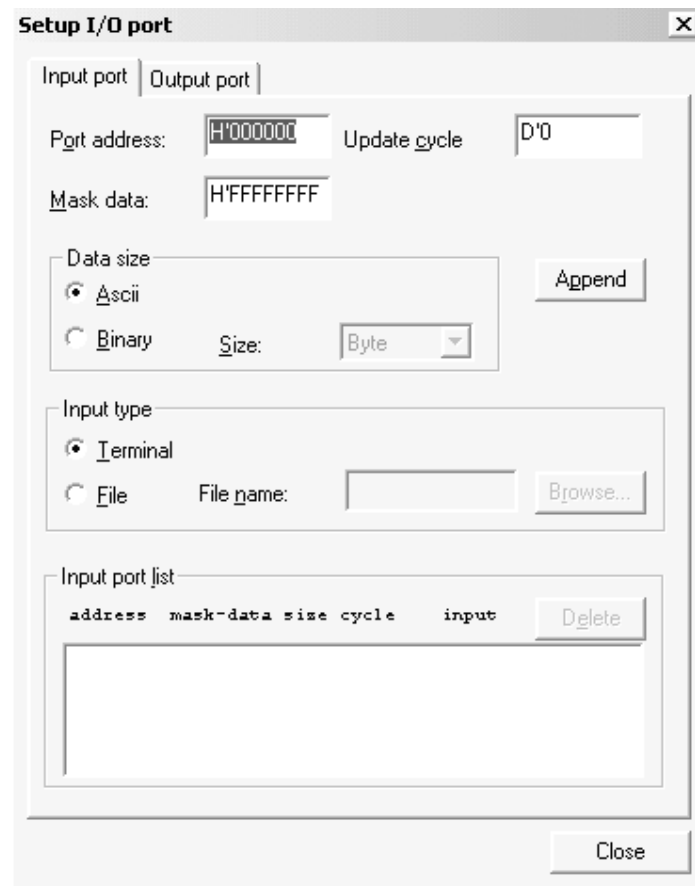 Setup I/O port
Input port Output port
Port address: H'000000 Update cycle D'0
Mask data: H'FFFFFFFF
Data size
Ascii
Append
Binary Size: Byte
Input type
Terminal
File File name: Browse...
Input port list
address mask-data size cycle input Delete
Close